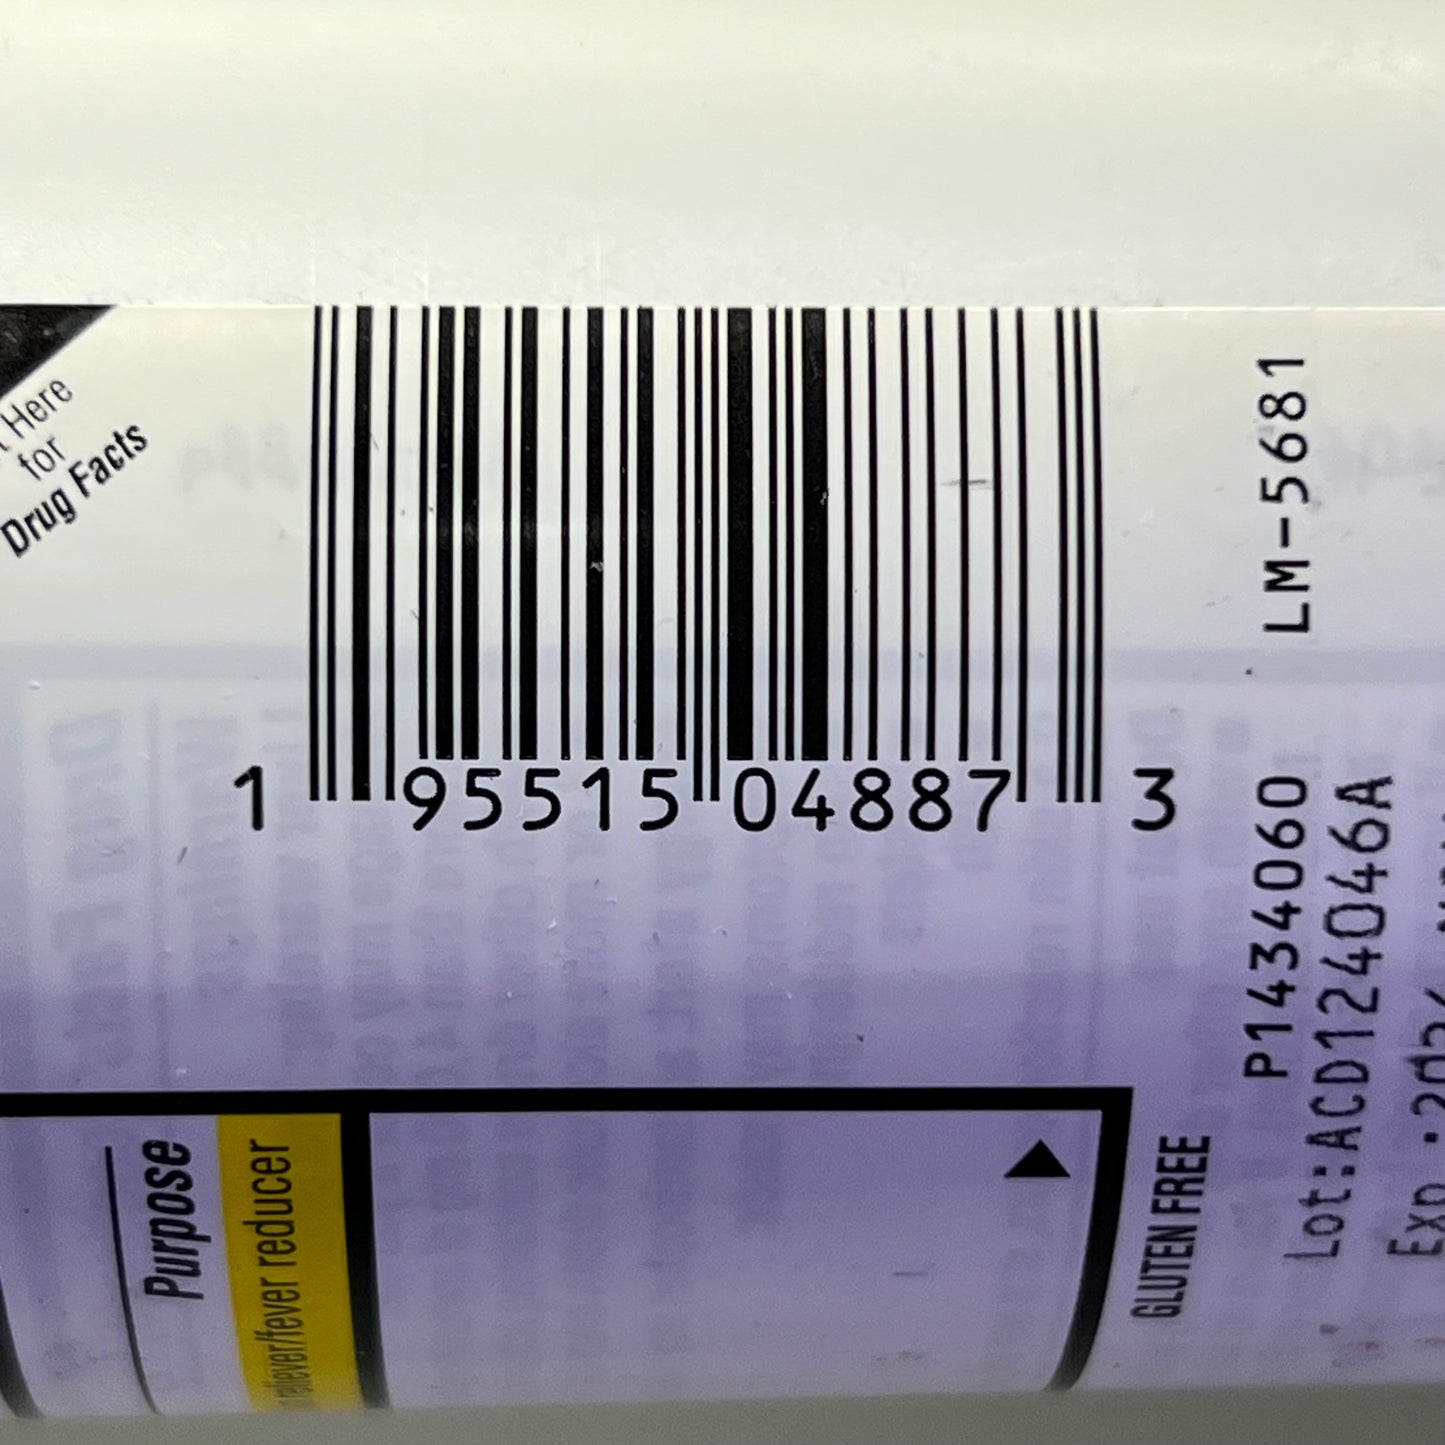 Here
for
Drug Facts
1 95515 04887 3
LM-5681
P1434060
Lot:ACD124046A
Exp
GLUTEN FREE
Purpose
reliever/fever reducer